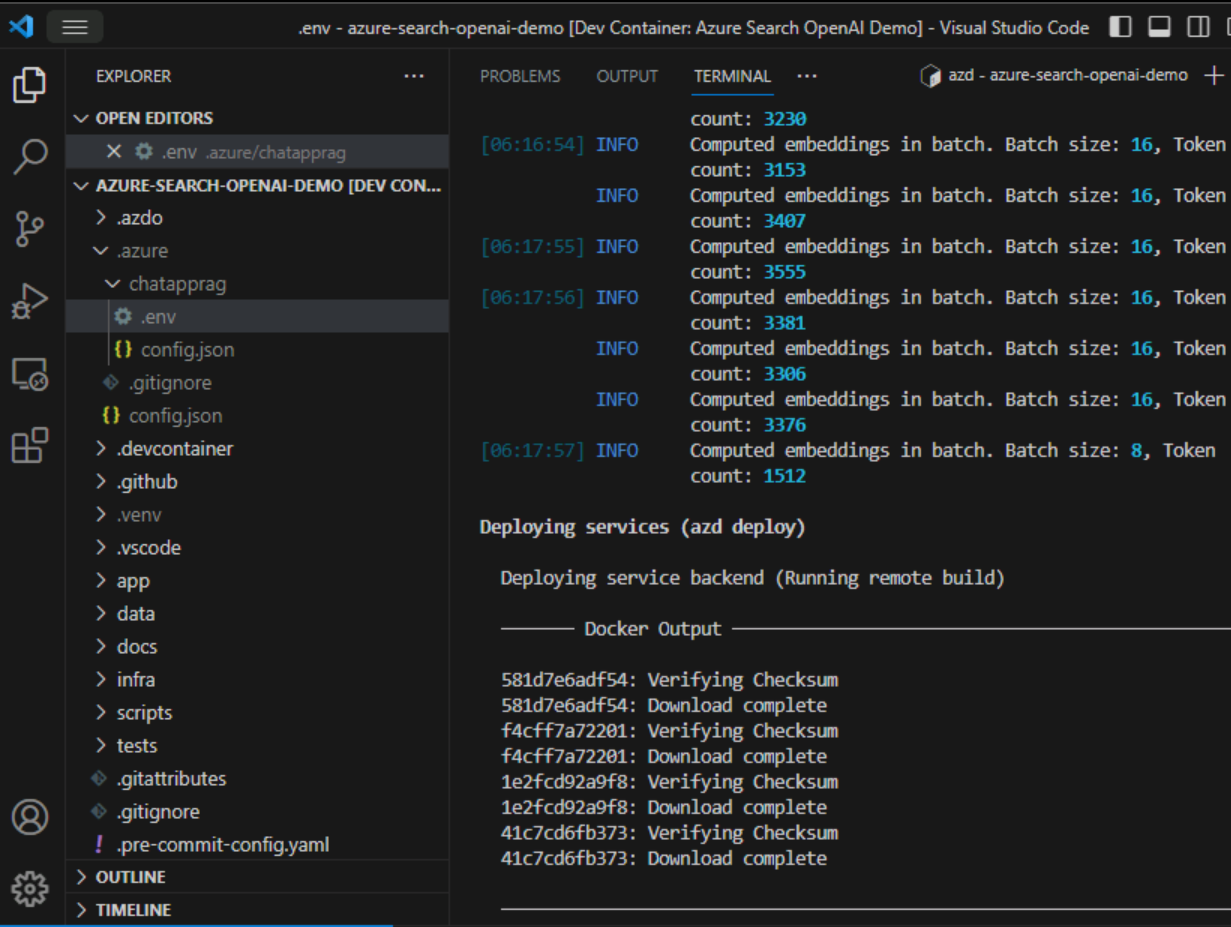 .env - azure-search-openai-demo [Dev Container: Azure Search OpenAI Demo] - Visual Studio Code
EXPLORER
OPEN EDITORS
.env .azure/chatapprag
AZURE-SEARCH-OPENAI-DEMO [DEV CON...
.azdo
.azure
chatapprag
.env
config.json
.gitignore
config.json
.devcontainer
.github
.venv
.vscode
app
data
docs
infra
scripts
tests
.gitattributes
.gitignore
.pre-commit-config.yaml
OUTLINE
TIMELINE
PROBLEMS OUTPUT TERMINAL ... azd - azure-search-openai-demo
count: 3230
[06:16:54] INFO Computed embeddings in batch. Batch size: 16, Token
count: 3153
INFO Computed embeddings in batch. Batch size: 16, Token
count: 3407
[06:17:55] INFO Computed embeddings in batch. Batch size: 16, Token
count: 3555
[06:17:56] INFO Computed embeddings in batch. Batch size: 16, Token
count: 3381
INFO Computed embeddings in batch. Batch size: 16, Token
count: 3306
INFO Computed embeddings in batch. Batch size: 16, Token
count: 3376
[06:17:57] INFO Computed embeddings in batch. Batch size: 8, Token
count: 1512
Deploying services (azd deploy)
Deploying service backend (Running remote build)
Docker Output
581d7e6adf54: Verifying Checksum
581d7e6adf54: Download complete
f4cff7a72201: Verifying Checksum
f4cff7a72201: Download complete
1e2fcd92a9f8: Verifying Checksum
1e2fcd92a9f8: Download complete
41c7cd6fb373: Verifying Checksum
41c7cd6fb373: Download complete